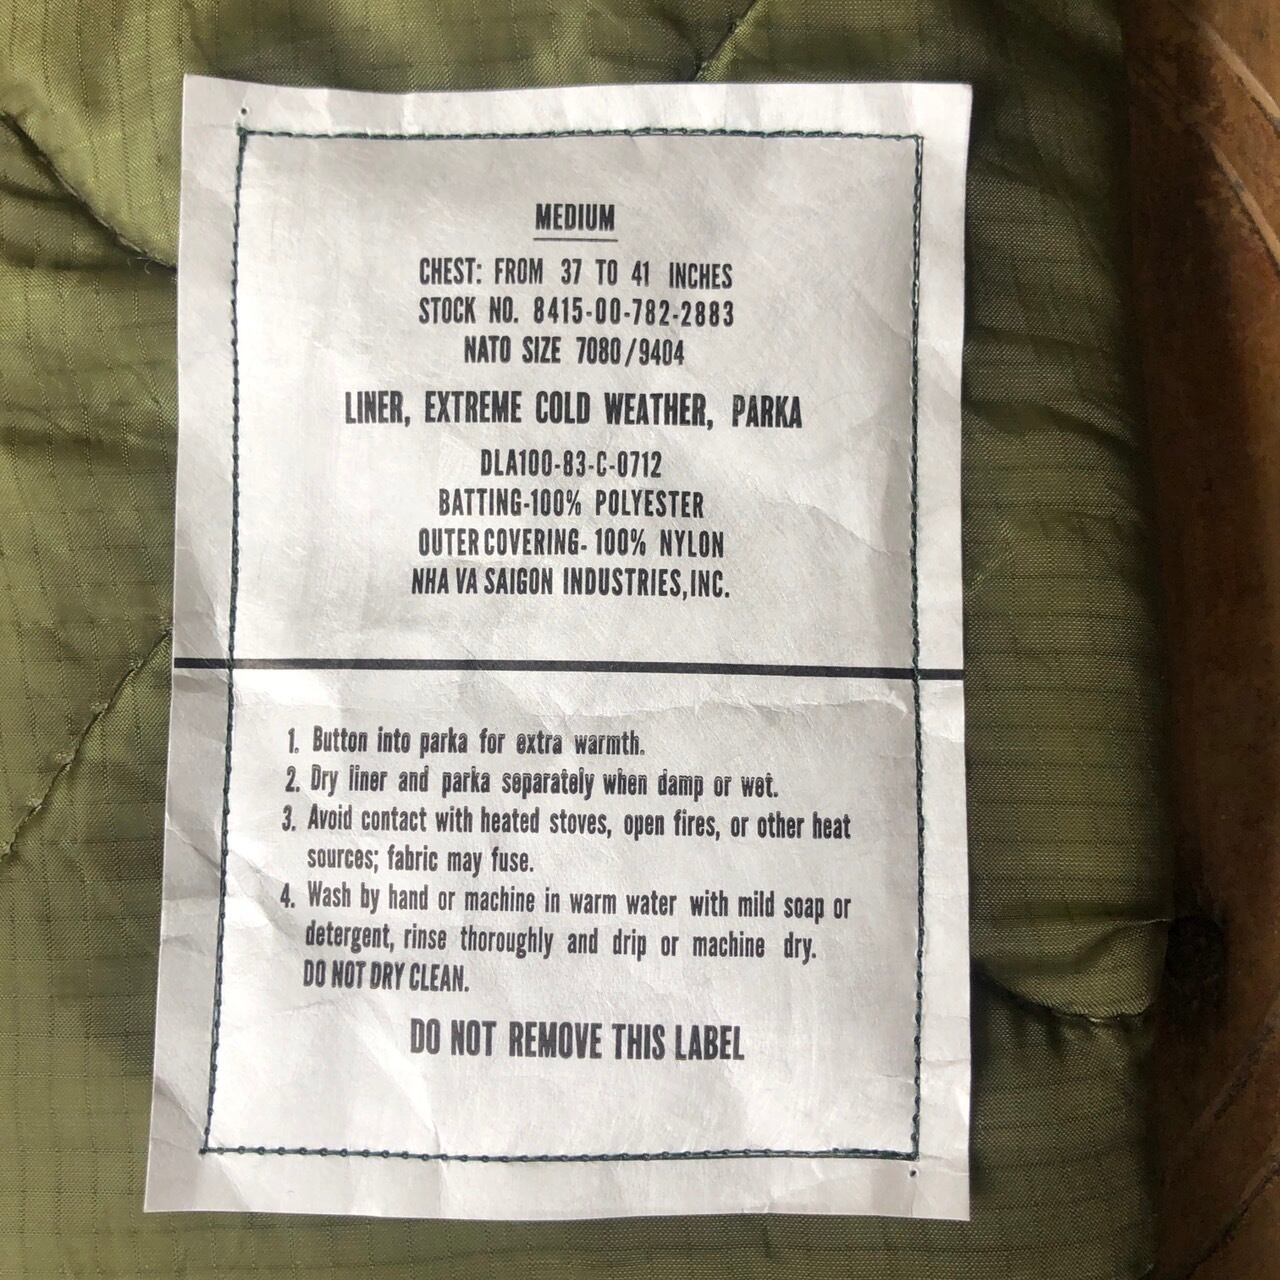 MEDIUM
CHEST: FROM 37 TO 41 INCHES
STOCK NO. 8415-00-782-2883
NATO SIZE 7080/9404
LINER, EXTREME COLD WEATHER, PARKA
DLA100-83-C-0712
BATTING-100% POLYESTER
OUTER COVERING- 100% NYLON
NHA VA SAIGON INDUSTRIES,INC.
1. Button into parka for extra warmth.
2. Dry liner and parka separately when damp or wet.
3. Avoid contact with heated stoves, open fires, or other heat
sources; fabric may fuse.
4. Wash by hand or machine in warm water with mild soap or
detergent, rinse thoroughly and drip or machine dry.
DO NOT DRY CLEAN.
DO NOT REMOVE THIS LABEL